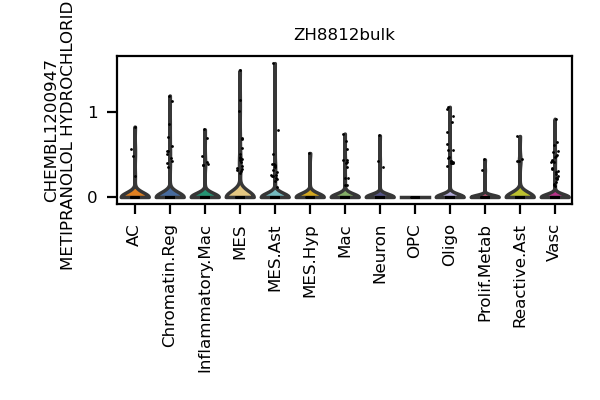 ZH8812bulk
CHEMBL1200947
METIPRANOLOL HYDROCHLORID
1
0
AC
Chromatin.Reg
Inflammatory.Mac
MES
MES.Ast
MES.Hyp
Mac
Neuron
OPC
Oligo
Prolif.Metab
Reactive.Ast
Vasc